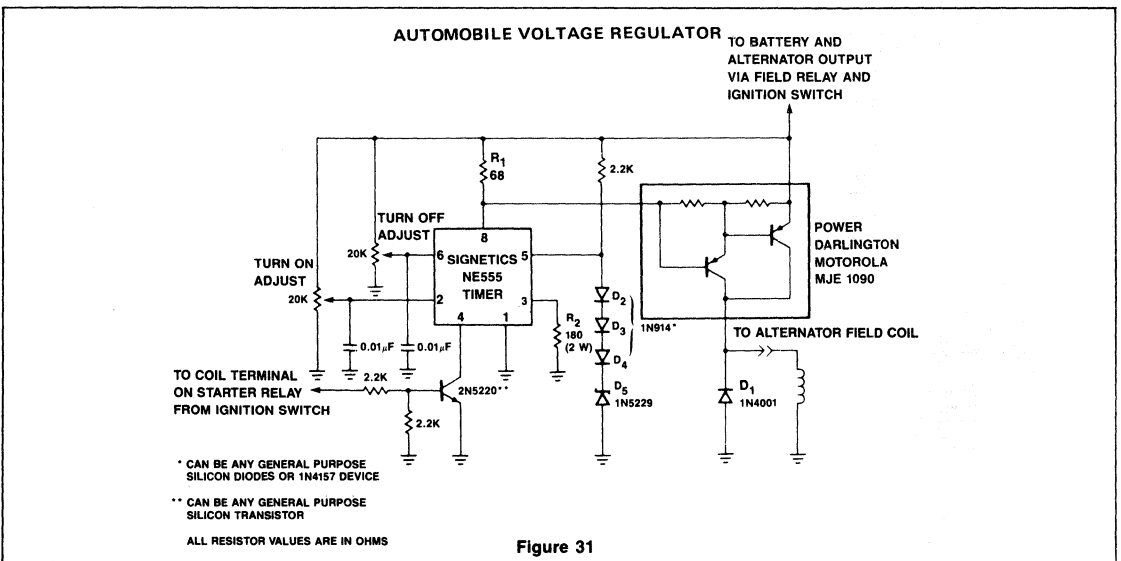 AUTOMOBILE VOLTAGE REGULATOR
TO BATTERY AND
ALTERNATOR OUTPUT
VIA FIELD RELAY AND
IGNITION SWITCH
R1
68
2.2K
TURN OFF
ADJUST
20K
TURN ON
ADJUST
20K
8
6
SIGNETICS
5
NE555
TIMER
2
3
4
1
R2
180
(2 W)
0.01µF
0.01µF
D2
D3
D4
1N914*
D5
1N5229
POWER
DARLINGTON
MOTOROLA
MJE 1090
TO ALTERNATOR FIELD COIL
D1
1N4001
TO COIL TERMINAL
ON STARTER RELAY
FROM IGNITION SWITCH
2.2K
2N5220**
2.2K
* CAN BE ANY GENERAL PURPOSE
SILICON DIODES OR 1N4157 DEVICE
** CAN BE ANY GENERAL PURPOSE
SILICON TRANSISTOR
ALL RESISTOR VALUES ARE IN OHMS
Figure 31